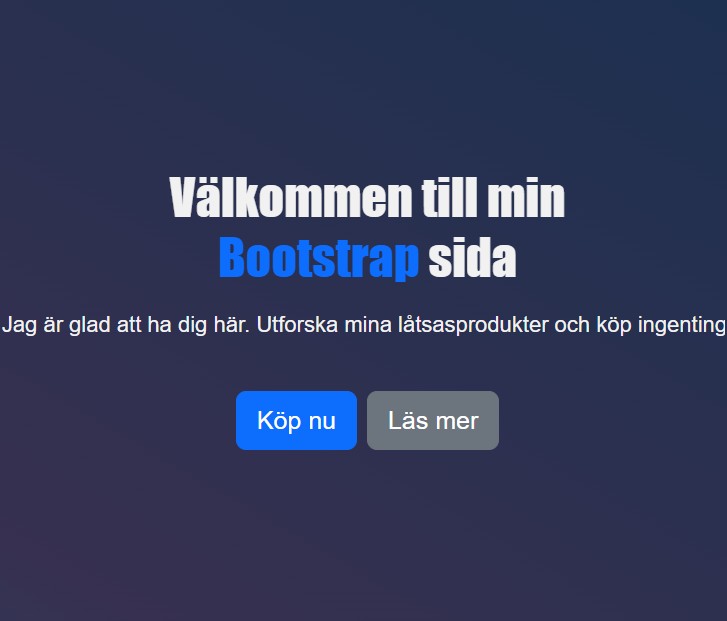 Välkommen till min
Bootstrap sida
Jag är glad att ha dig här. Utforska mina låtsasprodukter och köp ingenting
Köp nu
Läs mer